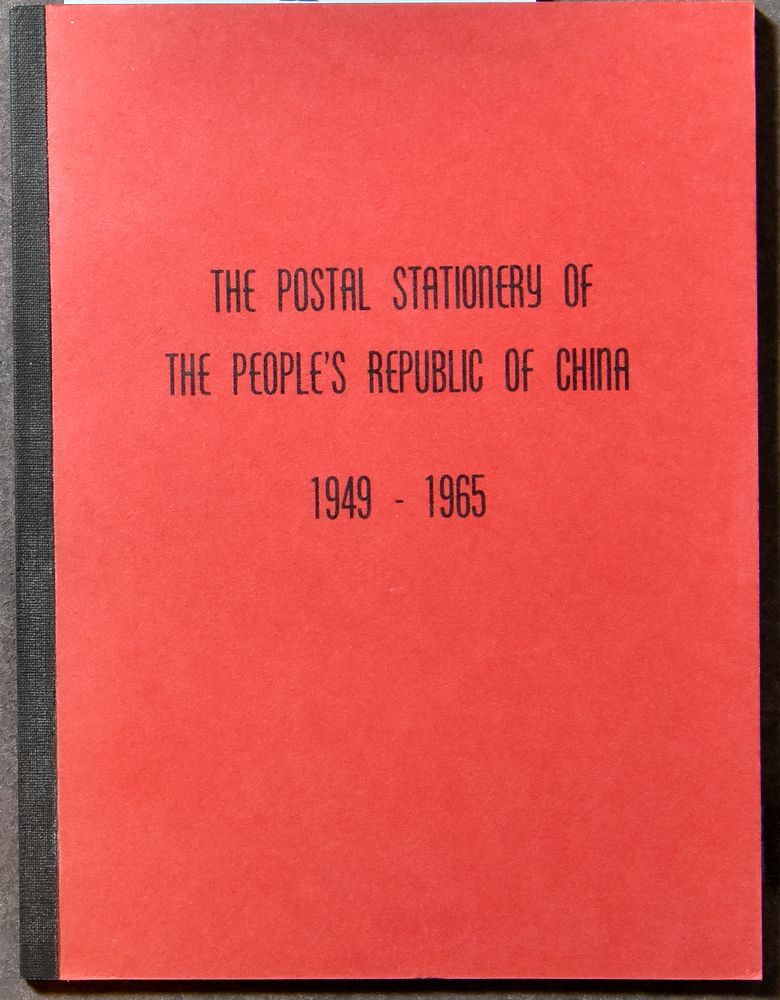 THE POSTAL STATIONERY OF
THE PEOPLE'S REPUBLIC OF CHINA
1949 - 1965